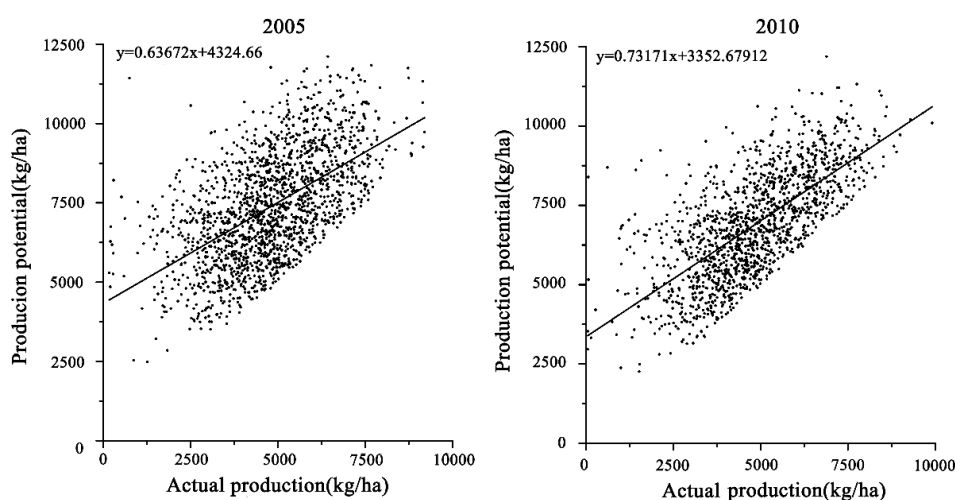 2005
y=0.63672x+4324.66
12500
10000
7500
5000
2500
0
0 2500 5000 7500 10000
Producion potential(kg/ha)
Actual production(kg/ha)
2010
y=0.73171x+3352.67912
12500
10000
7500
5000
2500
0
0 2500 5000 7500 10000
Production potential(kg/ha)
Actual production(kg/ha)